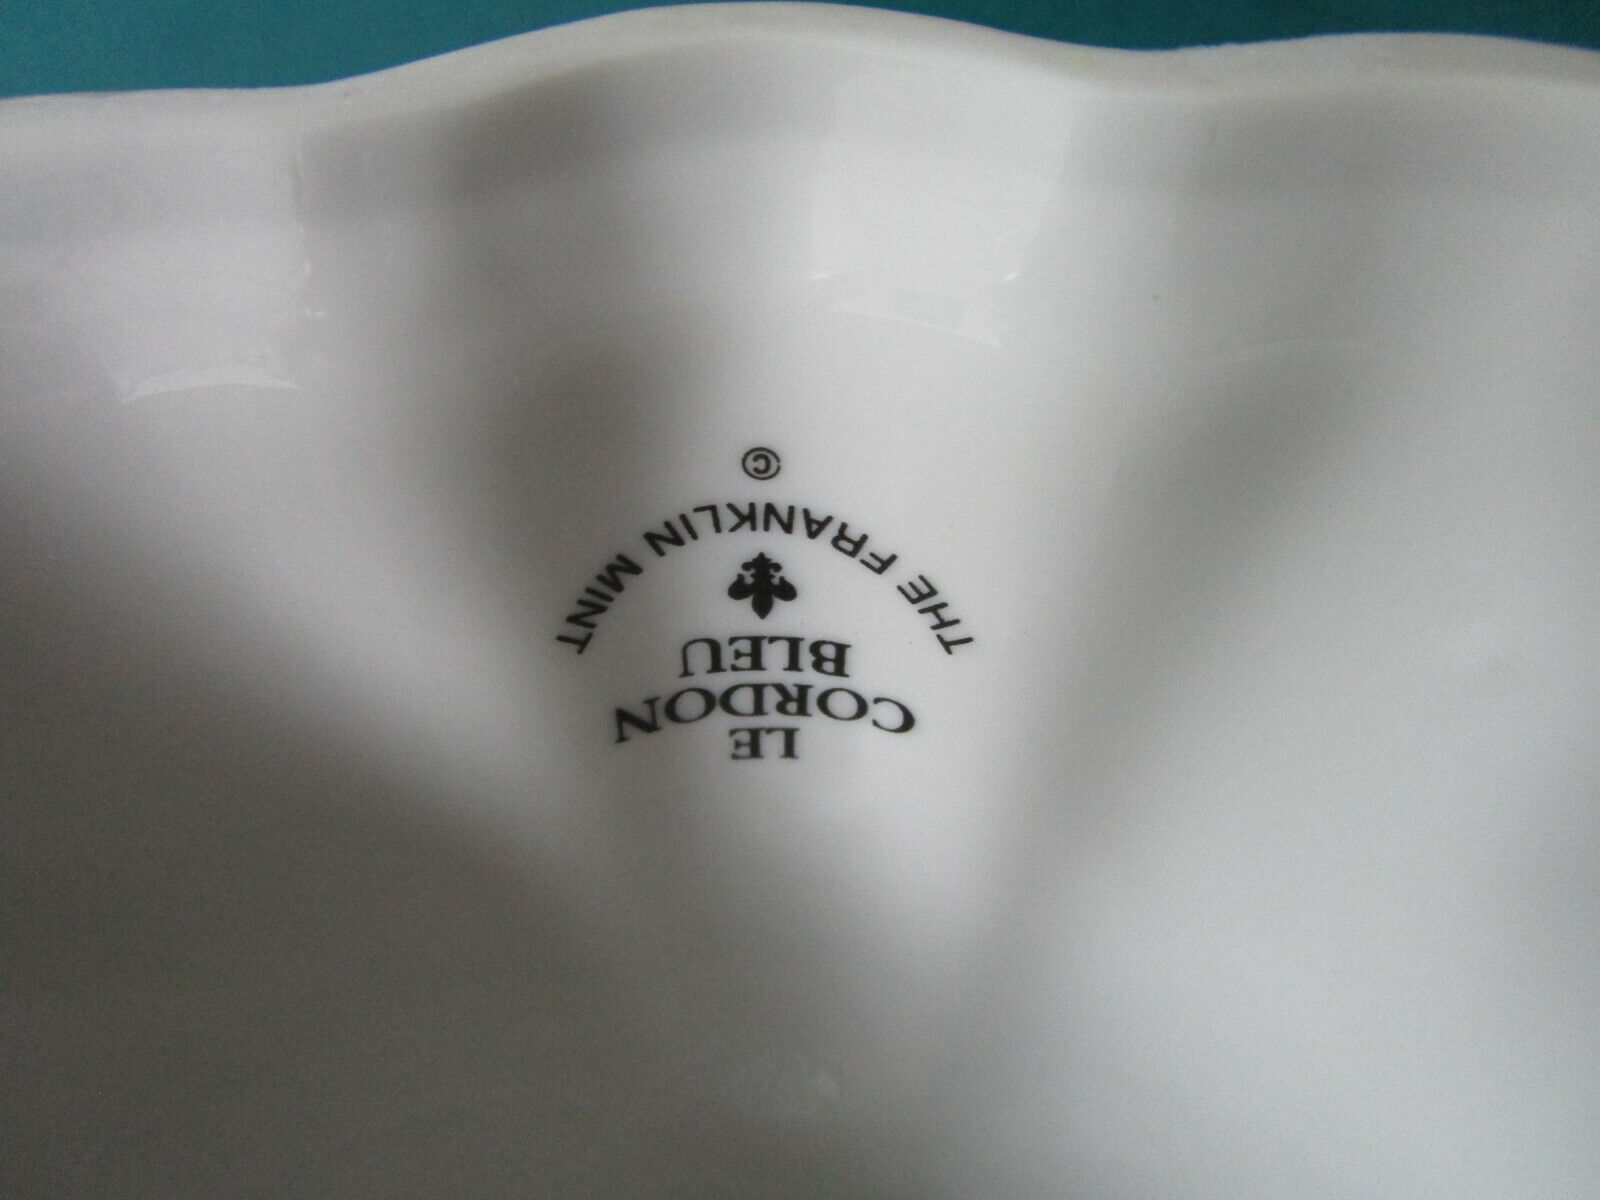 LE
CORDON
BLEU
THE FRANKLIN MINT
©